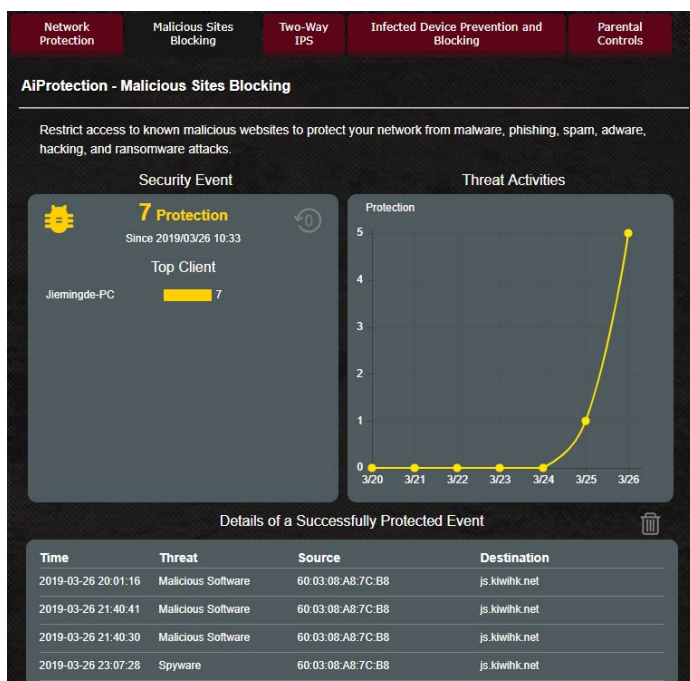 Network Protection
Malicious Sites Blocking
Two-Way IPS
Infected Device Prevention and Blocking
Parental Controls
AiProtection - Malicious Sites Blocking
Restrict access to known malicious websites to protect your network from malware, phishing, spam, adware,
hacking, and ransomware attacks.
Security Event
7 Protection
0
Since 2019/03/26 10:33
Top Client
Jiemingde-PC 7
Threat Activities
Protection
5
4
3
2
1
0
3/20 3/21 3/22 3/23 3/24 3/25 3/26
Details of a Successfully Protected Event
Time Threat Source Destination
2019-03-26 20:01:16 Malicious Software 60:03:08:A8:7C:B8 js.kiwihk.net
2019-03-26 21:40:41 Malicious Software 60:03:08:A8:7C:B8 js.kiwihk.net
2019-03-26 21:40:30 Malicious Software 60:03:08:A8:7C:B8 js.kiwihk.net
2019-03-26 23:07:28 Spyware 60:03:08:A8:7C:B8 js.kiwihk.net